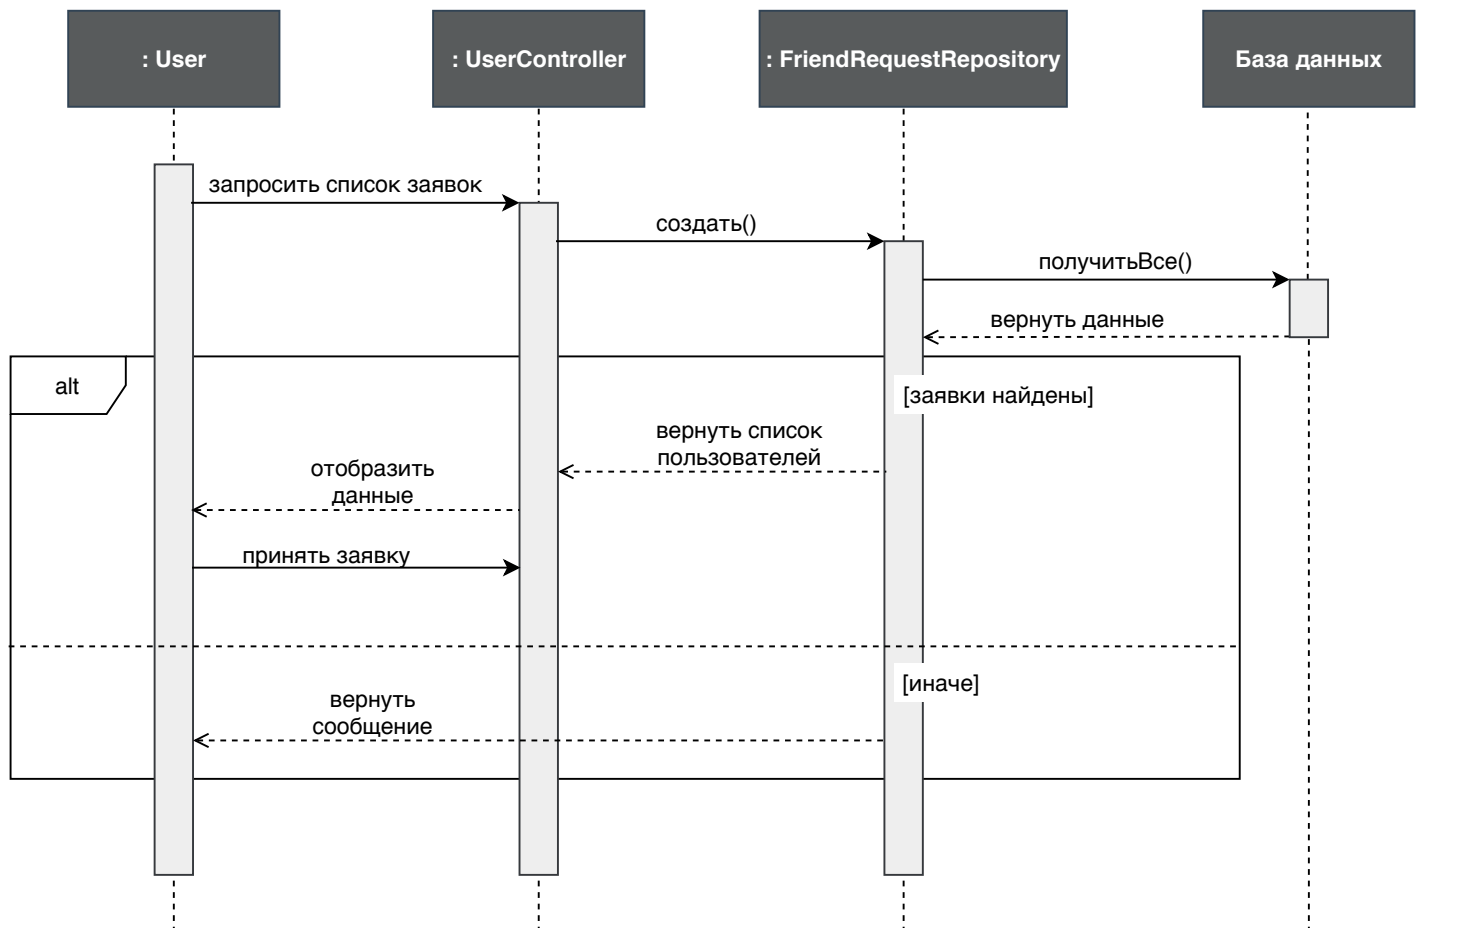 : User
: UserController
: FriendRequestRepository
База данных
запросить список заявок
создать()
получитьВсе()
вернуть данные
alt
[заявки найдены]
вернуть список
пользователей
отобразить
данные
принять заявку
[иначе]
вернуть
сообщение